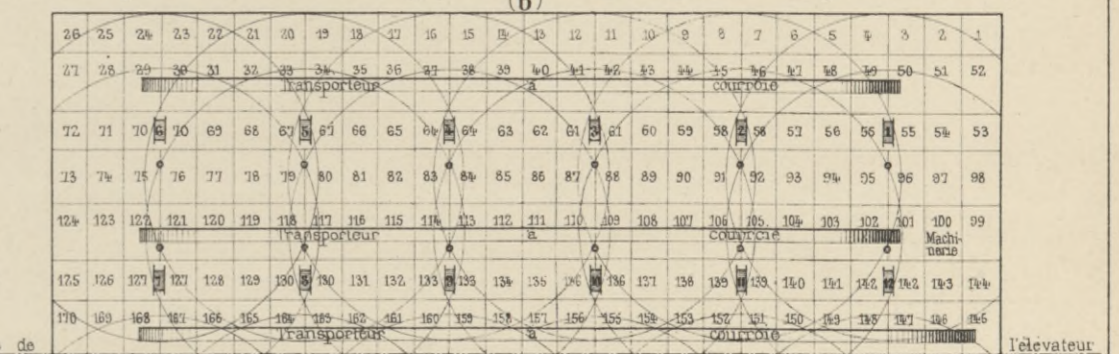 (b)
26 25 24 23 22 21 20 19 18 17 16 15 14 13 12 11 10 9 8 7 6 5 4 3 2 1
27 28 29 30 31 32 33 34 35 36 37 38 39 40 41 42 43 44 45 46 47 48 49 50 51 52
Transporteur à courroie
72 71 70 6 70 69 68 67 5 67 66 65 64 4 64 63 62 61 3 61 60 59 58 2 58 57 56 55 1 55 54 53
73 74 75 76 77 78 79 80 81 82 83 84 85 86 87 88 89 90 91 92 93 94 95 96 97 98
124 123 122 121 120 119 118 117 116 115 114 113 112 111 110 109 108 107 106 105 104 103 102 101 100 99
Transporteur à courroie Machi-
nerie
125 126 127 7 127 128 129 130 8 130 131 132 133 9 133 134 135 136 10 136 137 138 139 11 139 140 141 142 12 142 143 144
170 169 168 167 166 165 164 163 162 161 160 159 158 157 156 155 154 153 152 151 150 149 148 147 146 145
Transporteur à courroie
de l'élévateur